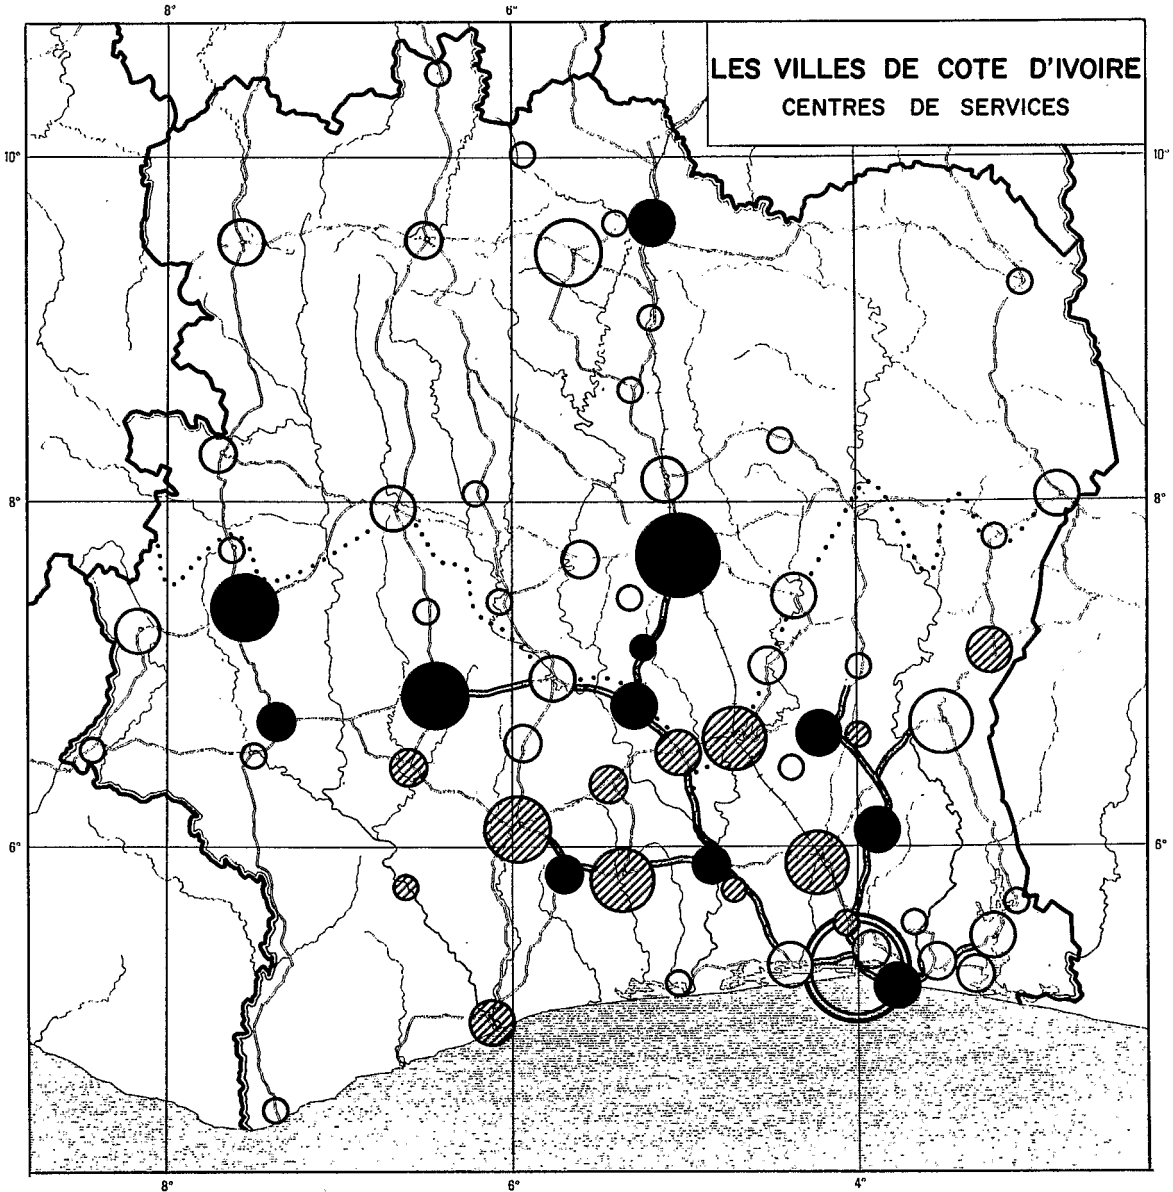 8° 6°
LES VILLES DE COTE D'IVOIRE
CENTRES DE SERVICES
10° 10°
8° 8°
6° 6°
8° 6° 4°